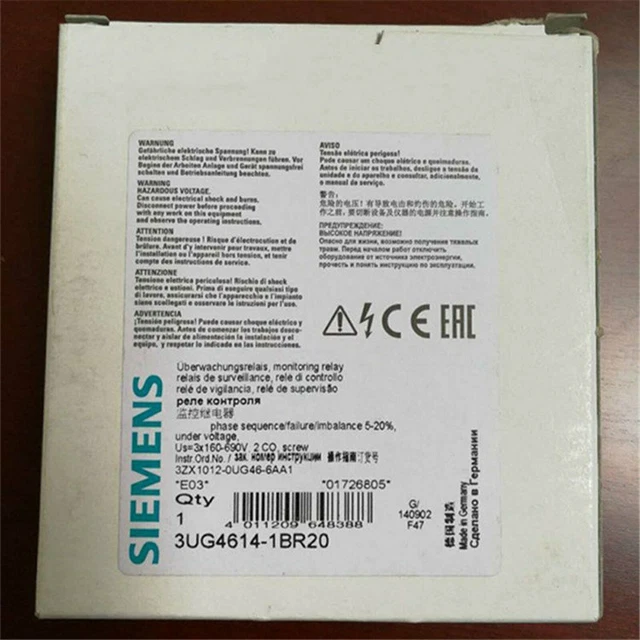 WARNUNG
Gefährliche elektrische Spannung! Kann zu
elektrischem Schlag und Verbrennungen führen. Vor
Beginn der Arbeiten Anlage und Gerät spannungsfrei
schalten und Betriebsanleitung beachten.
WARNING
HAZARDOUS VOLTAGE.
Can cause electrical shock and burns.
Disconnect power before proceeding
with any work on this equipment
and observe the operating instructions.
ATTENTION
Tension dangereuse ! Risque d'électrocution et de
brûlure. Avant d'y intervenir pour travaux, mettre
l'installation ou l'appareil hors tension, et tenir
compte des instructions de service.
ATTENZIONE
Tensione elettrica pericolosa! Rischio di shock
elettrico e ustioni. Prima di eseguire qualsiasi tipo
di lavoro, assicurarsi che l'apparecchio e l'impianto
siano scollegati e osservare le istruzioni per l'uso.
ADVERTENCIA
¡Tensión peligrosa! Puede causar choque eléctrico y
quemaduras. Antes de comenzar los trabajos desco-
nectar y aislar de alimentación la instalación y el
equipo, y respetar lo indicado en las instrucciones.
AVISO
Tensão elétrica perigosa!
Pode causar choque elétrico e queimaduras.
Antes de iniciar os trabalhos, desligue a tensão da
unidade e do aparelho e consulte, adicionalmente,
o manual de serviço.
警告:
危险的电压! 有导致电击和灼伤的危险。开始工
作之前, 要切断设备及仪器的电源并注意操作指南.
ПРЕДУПРЕЖДЕНИЕ:
ВЫСОКОЕ НАПРЯЖЕНИЕ!
Опасно для жизни, возможно получения тяжелых
травм. Перед началом работ отключить
оборудование от источника электроэнергии,
прочесть и понять инструкцию по эксплуатации.
CE EAC
SIEMENS
Überwachungsrelais, monitoring relay
relais de surveillance, relè di controllo
relé de vigilancia, relé de supervisão
реле контроля
监控继电器
phase sequence/failure/imbalance 5-20%,
under voltage,
Us=3x160-690V, 2 CO, screw
Instr.Ord.No./ зак. номер инструкции 操作指南订货号
3ZX1012-0UG46-6AA1
"E03" "01726805"
Qty
1
4 011209 648388
G/
140902
F47
3UG4614-1BR20
德国制造
Made in Germany
Сделано в Германии